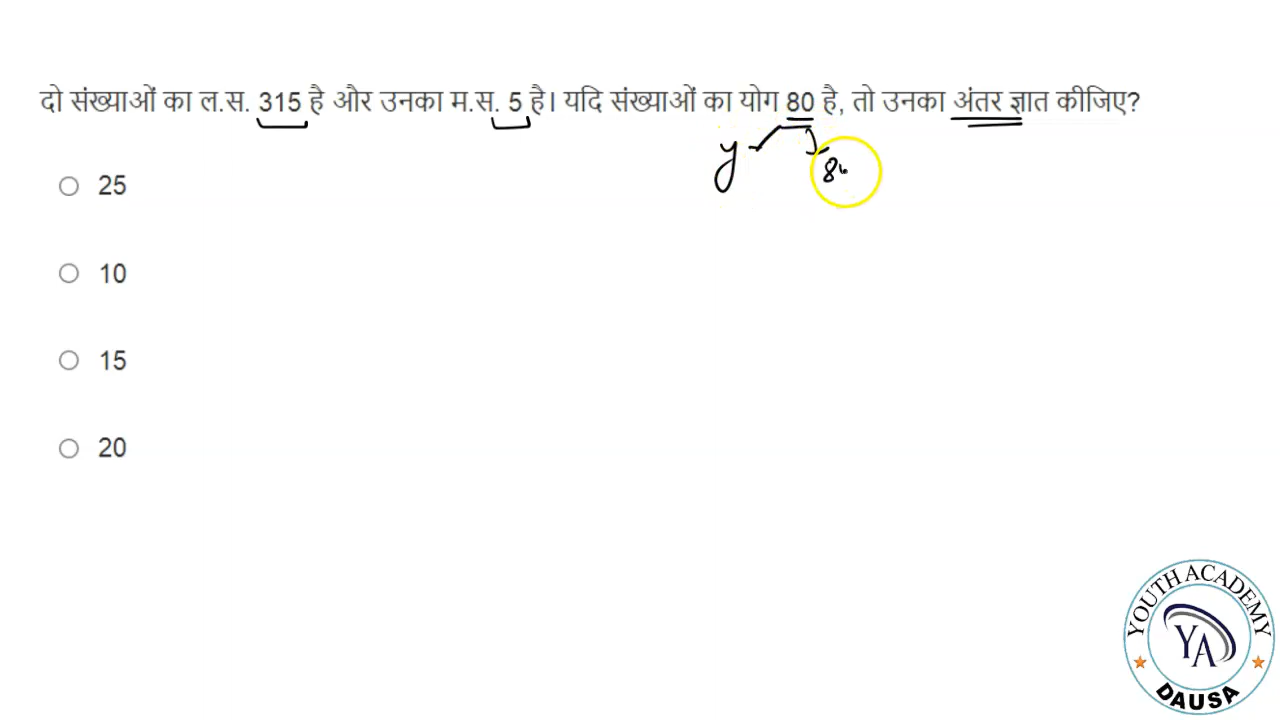 दो संख्याओं का ल.स. 315 है और उनका म.स. 5 है। यदि संख्याओं का योग 80 है, तो उनका अंतर ज्ञात कीजिए?
y
25
10
15
20
YOUTH ACADEMY
YA
DAUSA